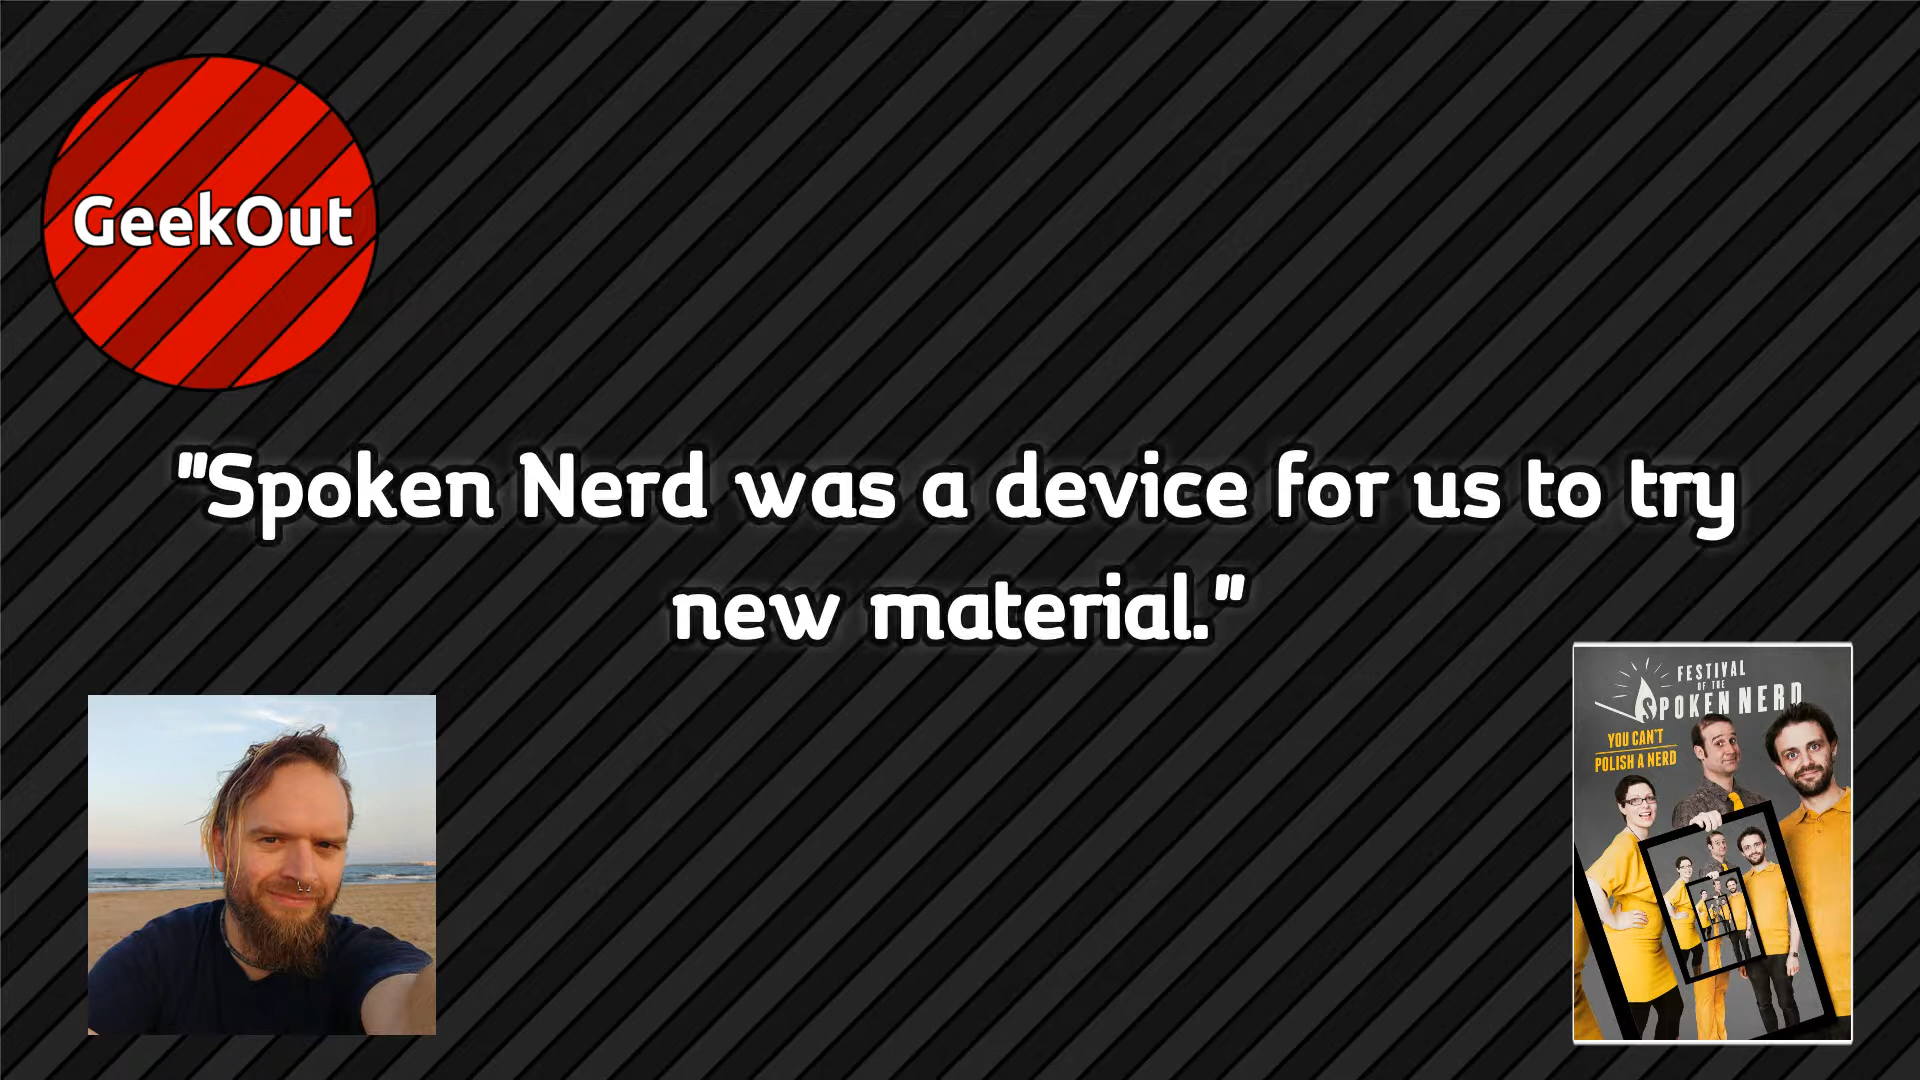 GeekOut
"Spoken Nerd was a device for us to try
new material."
FESTIVAL
OF THE
SPOKEN NERD
YOU CAN'T
POLISH A NERD